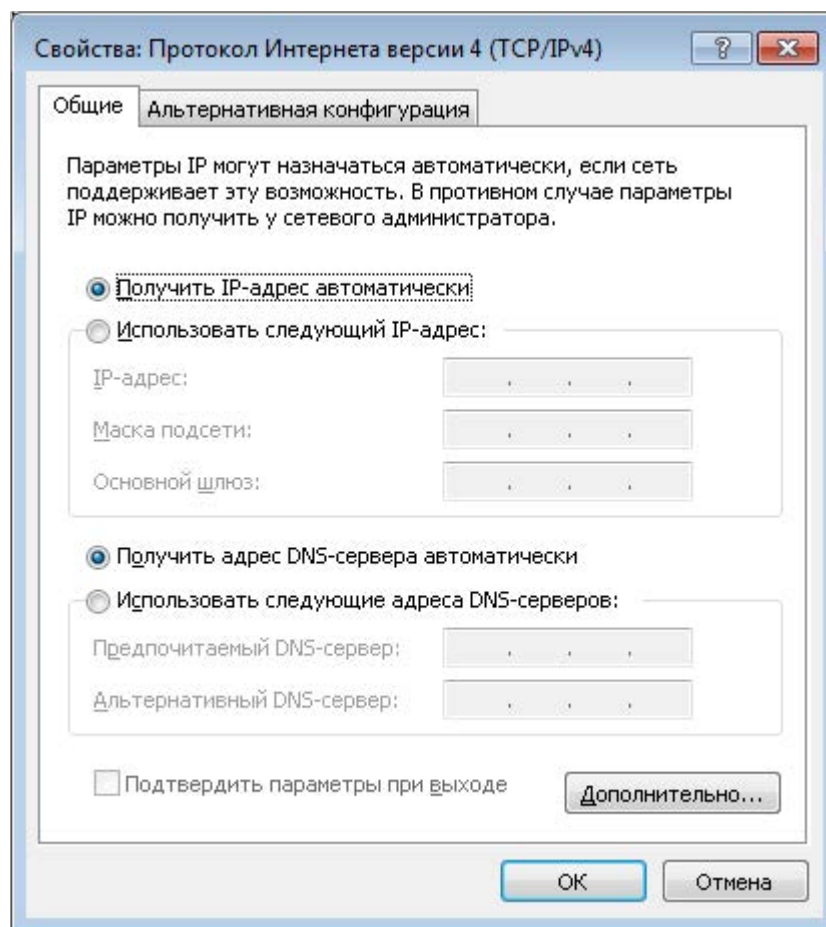 Свойства: Протокол Интернета версии 4 (TCP/IPv4)
Общие
Альтернативная конфигурация
Параметры IP могут назначаться автоматически, если сеть
поддерживает эту возможность. В противном случае параметры
IP можно получить у сетевого администратора.
Получить IP-адрес автоматически
Использовать следующий IP-адрес:
IP-адрес:
Маска подсети:
Основной шлюз:
Получить адрес DNS-сервера автоматически
Использовать следующие адреса DNS-серверов:
Предпочитаемый DNS-сервер:
Альтернативный DNS-сервер:
Подтвердить параметры при выходе
Дополнительно...
ОК
Отмена